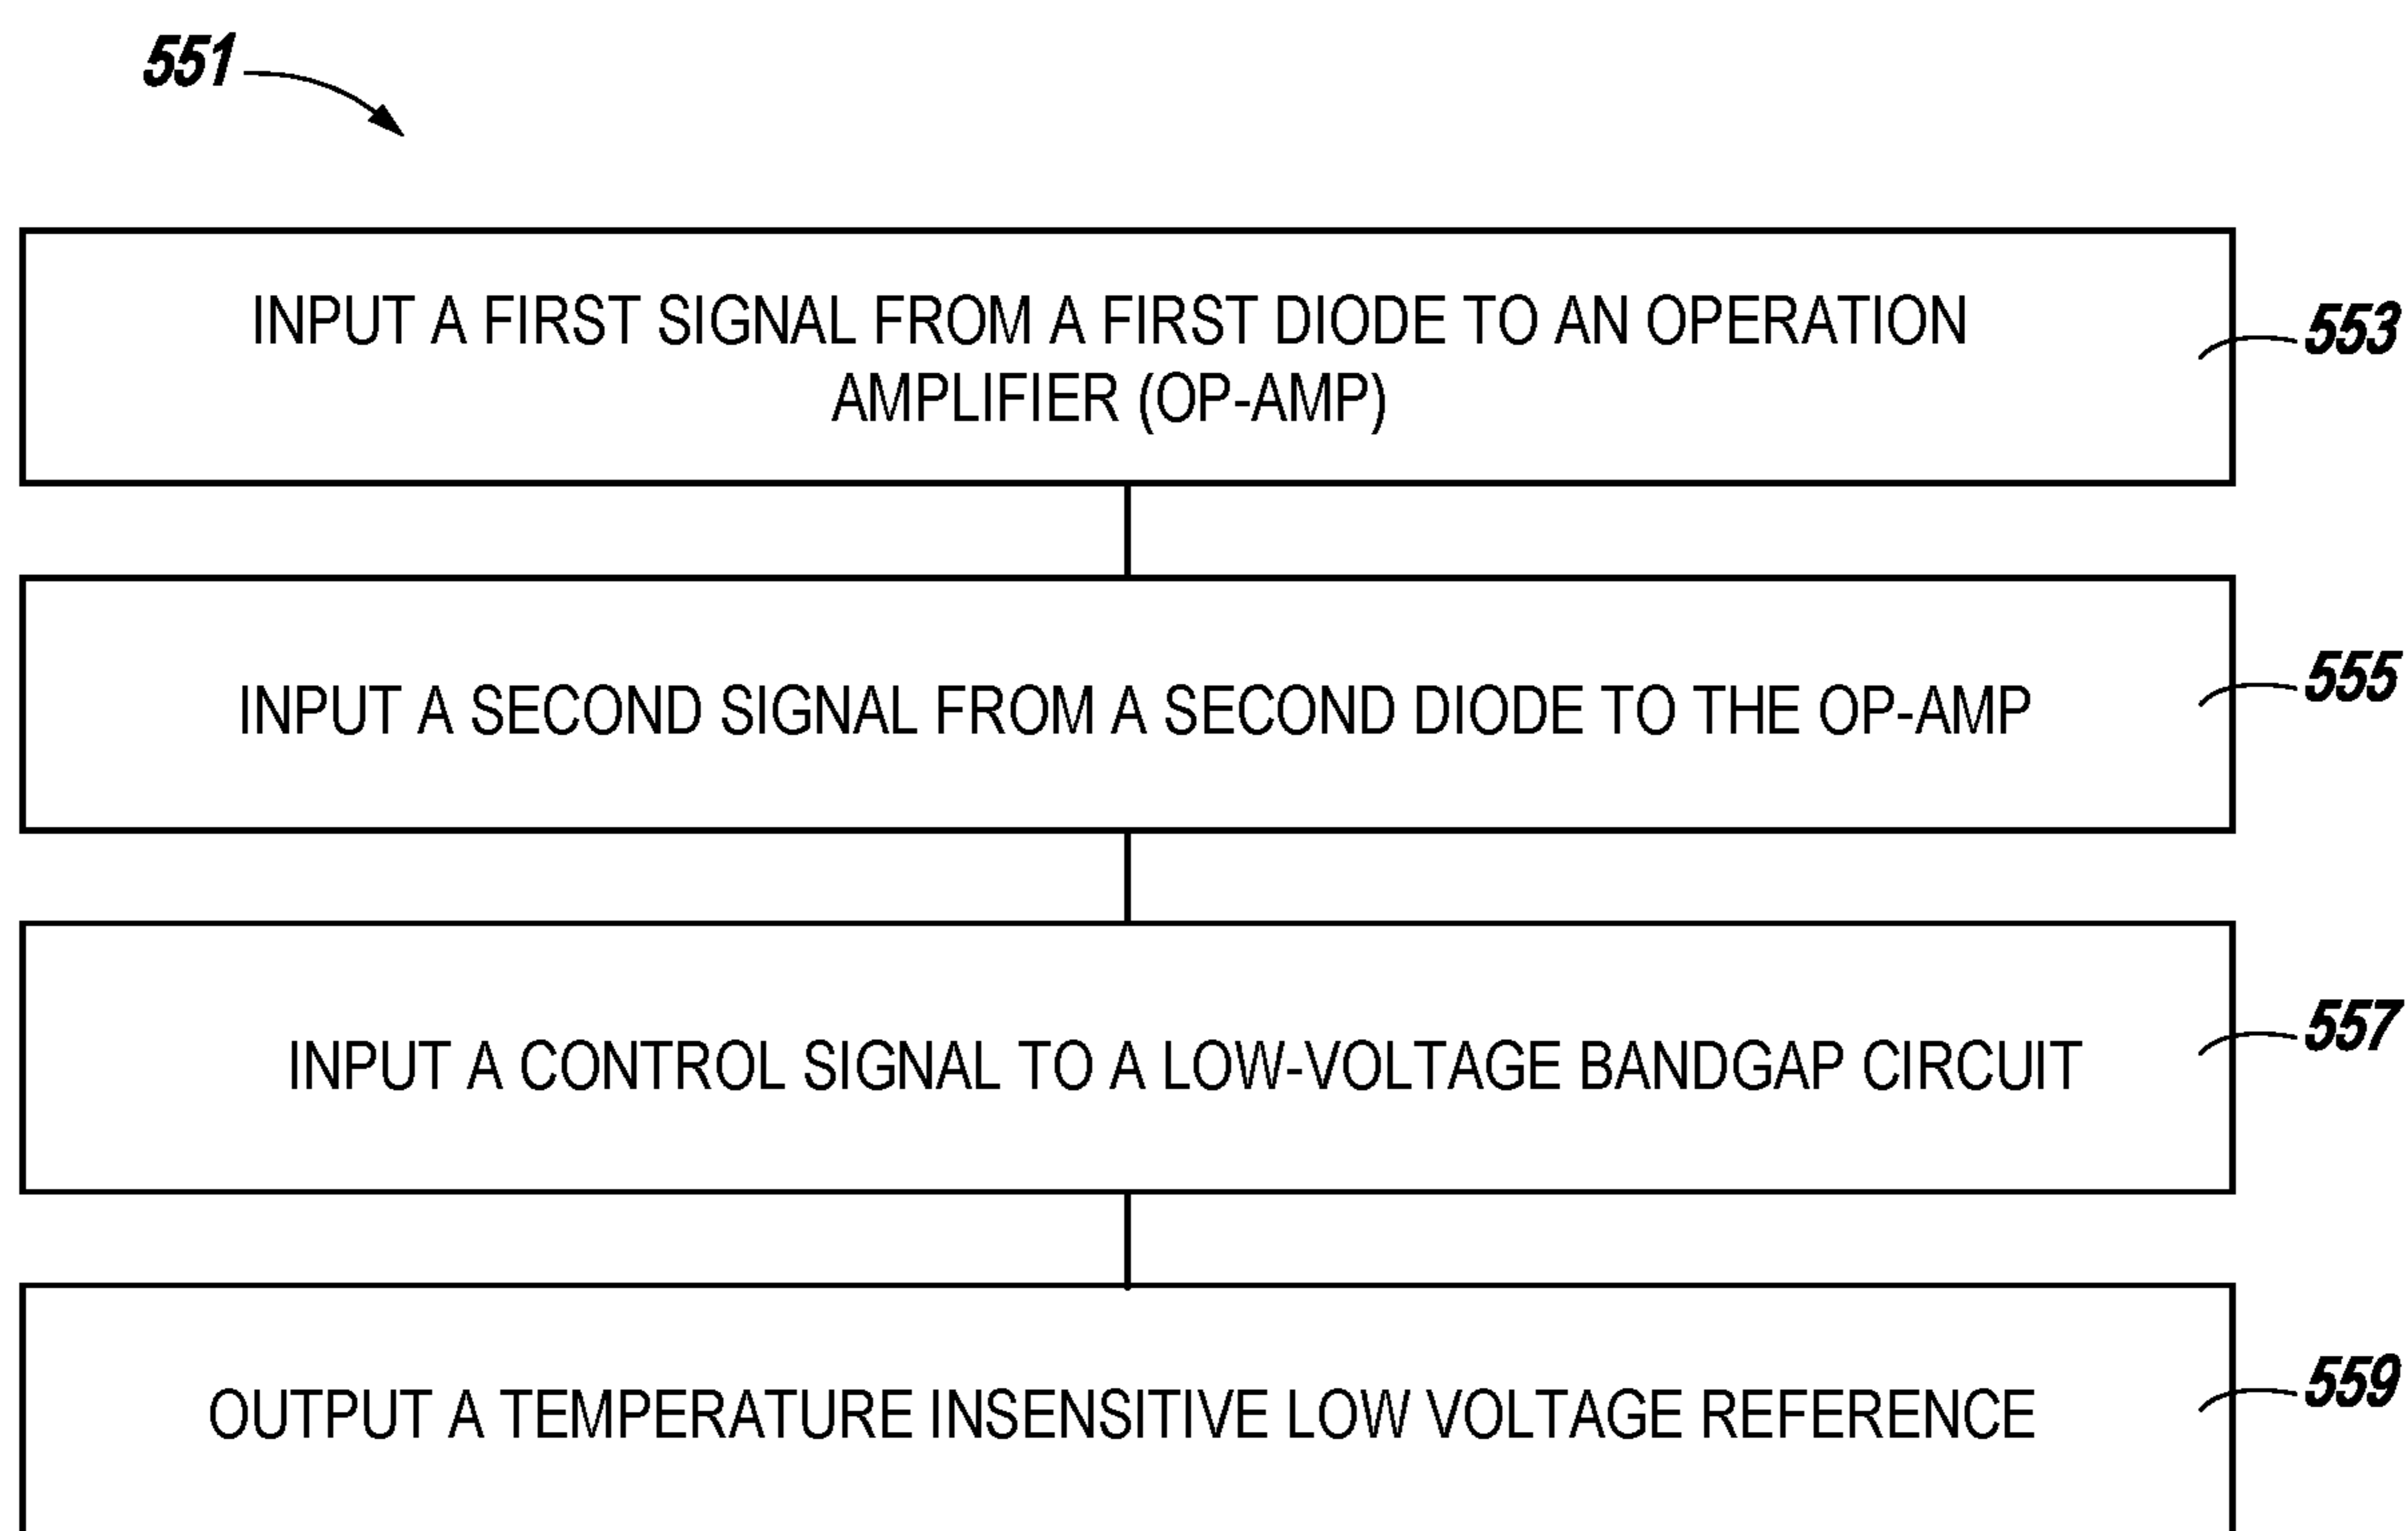 551
INPUT A FIRST SIGNAL FROM A FIRST DIODE TO AN OPERATION
AMPLIFIER (OP-AMP)
553
INPUT A SECOND SIGNAL FROM A SECOND DIODE TO THE OP-AMP
555
INPUT A CONTROL SIGNAL TO A LOW-VOLTAGE BANDGAP CIRCUIT
557
OUTPUT A TEMPERATURE INSENSITIVE LOW VOLTAGE REFERENCE
559